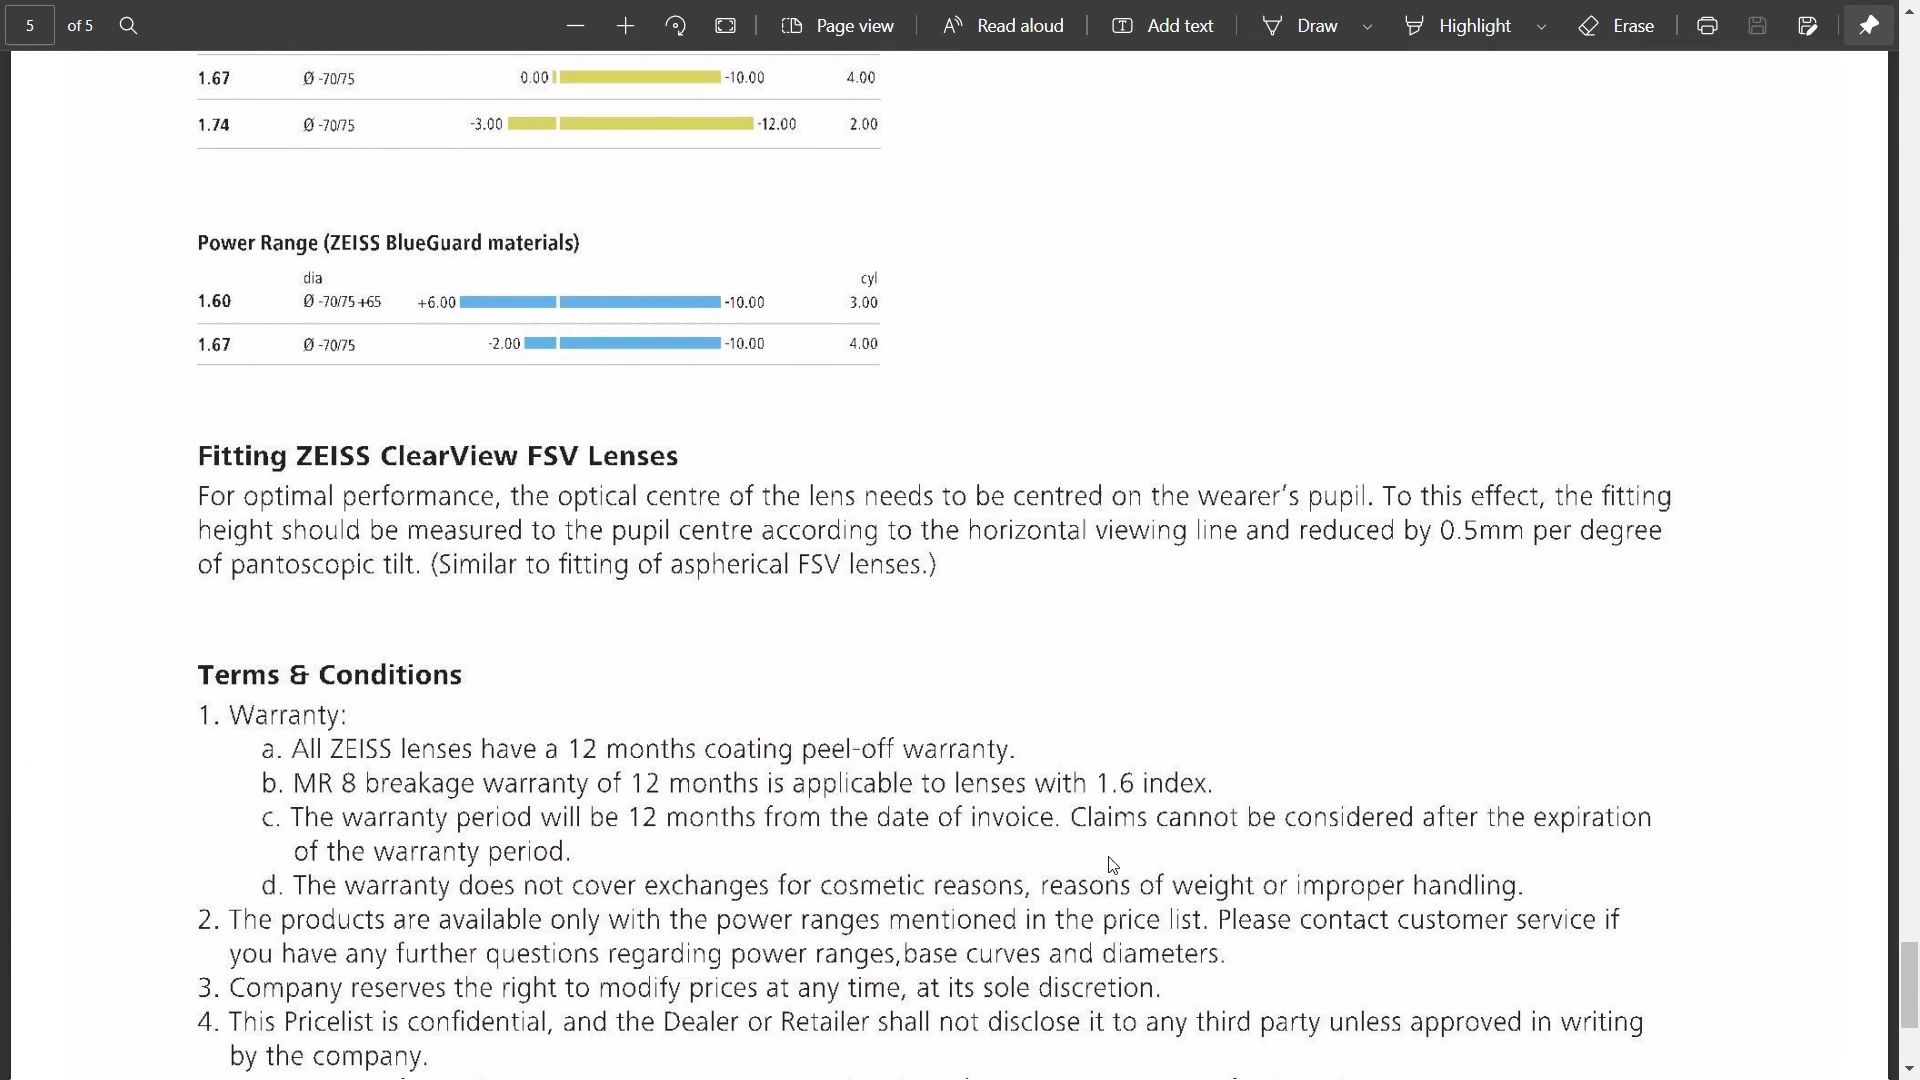 5 of 5 Page view Read aloud Add text Draw Highlight Erase
1.67 Ø -70/75 0.00 -10.00 4.00
1.74 Ø -70/75 -3.00 -12.00 2.00
Power Range (ZEISS BlueGuard materials)
dia cyl
1.60 Ø -70/75 +65 +6.00 -10.00 3.00
1.67 Ø -70/75 -2.00 -10.00 4.00
Fitting ZEISS ClearView FSV Lenses
For optimal performance, the optical centre of the lens needs to be centred on the wearer's pupil. To this effect, the fitting
height should be measured to the pupil centre according to the horizontal viewing line and reduced by 0.5mm per degree
of pantoscopic tilt. (Similar to fitting of aspherical FSV lenses.)
Terms & Conditions
1. Warranty:
a. All ZEISS lenses have a 12 months coating peel-off warranty.
b. MR 8 breakage warranty of 12 months is applicable to lenses with 1.6 index.
c. The warranty period will be 12 months from the date of invoice. Claims cannot be considered after the expiration
of the warranty period.
d. The warranty does not cover exchanges for cosmetic reasons, reasons of weight or improper handling.
2. The products are available only with the power ranges mentioned in the price list. Please contact customer service if
you have any further questions regarding power ranges,base curves and diameters.
3. Company reserves the right to modify prices at any time, at its sole discretion.
4. This Pricelist is confidential, and the Dealer or Retailer shall not disclose it to any third party unless approved in writing
by the company.